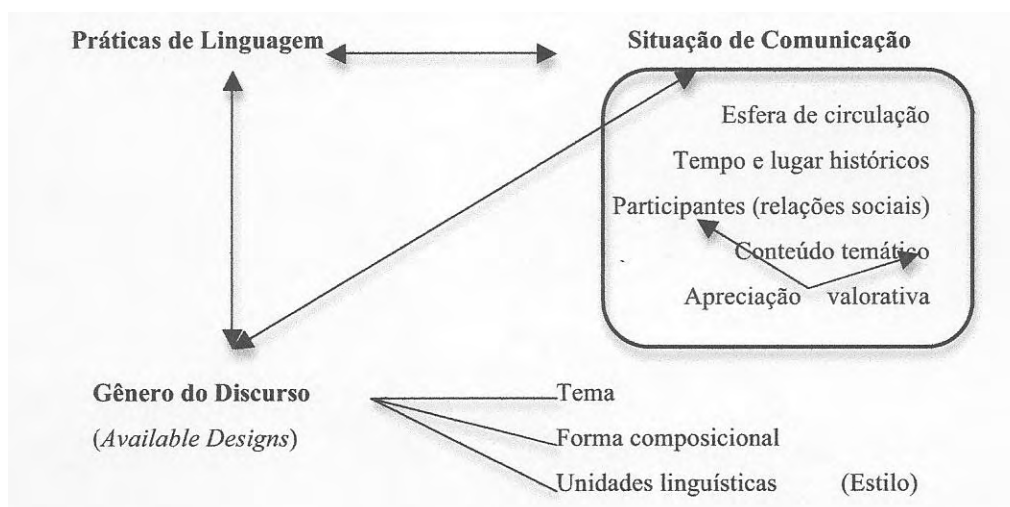 Práticas de Linguagem
Situação de Comunicação
Esfera de circulação
Tempo e lugar históricos
Participantes (relações sociais)
Conteúdo temático
Apreciação valorativa
Gênero do Discurso
(Available Designs)
Tema
Forma composicional
Unidades linguísticas (Estilo)